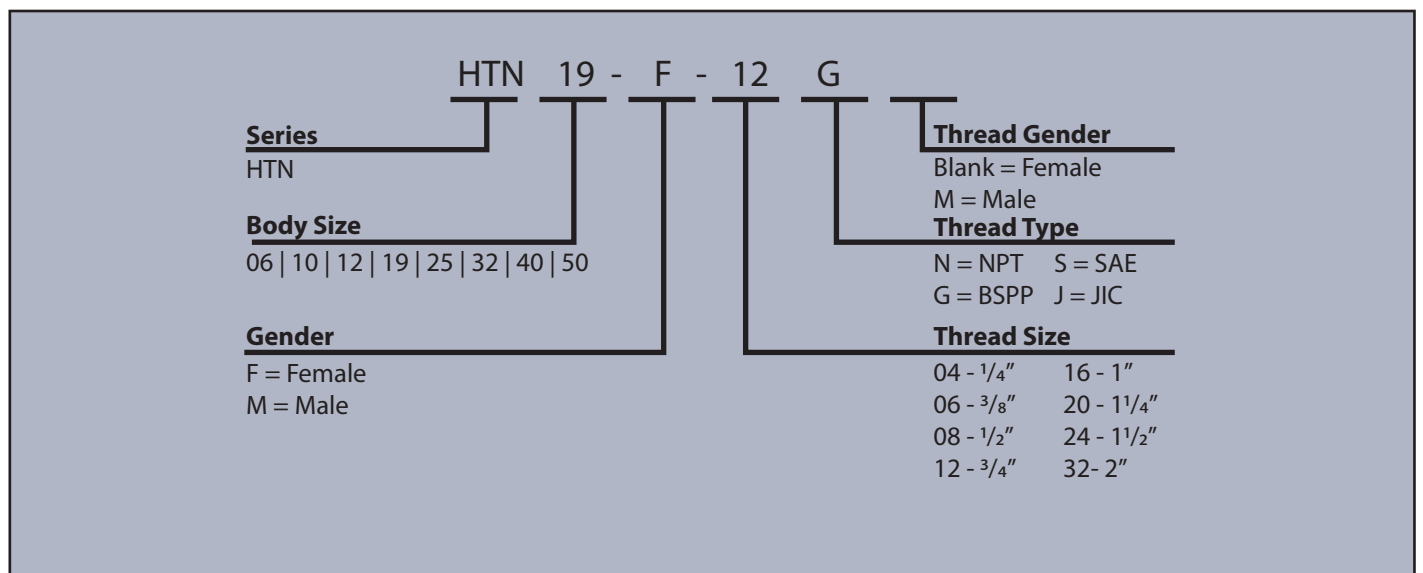 HTN 19 - F - 12 G
Series
HTN
Body Size
06 | 10 | 12 | 19 | 25 | 32 | 40 | 50
Gender
F = Female
M = Male
Thread Gender
Blank = Female
M = Male
Thread Type
N = NPT S = SAE
G = BSPP J = JIC
Thread Size
04 - 1/4" 16 - 1"
06 - 3/8" 20 - 11/4"
08 - 1/2" 24 - 11/2"
12 - 3/4" 32- 2"